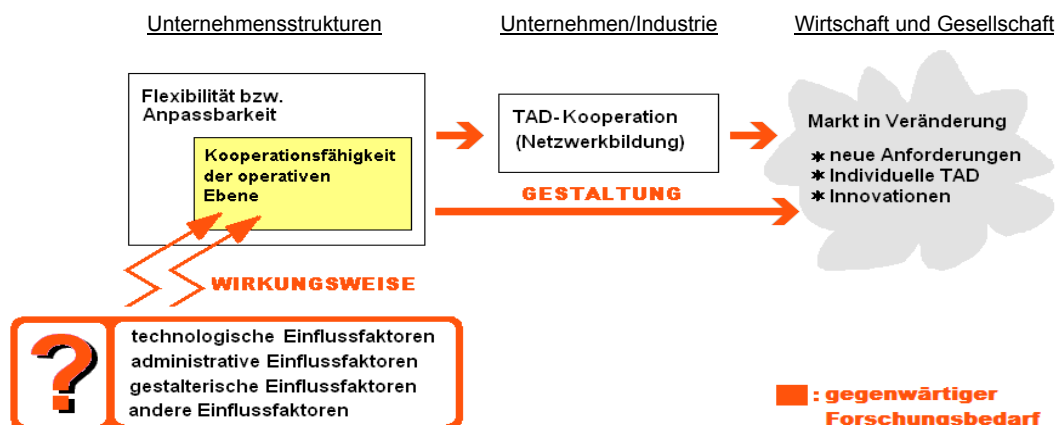 Unternehmensstrukturen
Unternehmen/Industrie
Wirtschaft und Gesellschaft
Flexibilität bzw.
Anpassbarkeit
Kooperationsfähigkeit
der operativen
Ebene
TAD-Kooperation
(Netzwerkbildung)
Markt in Veränderung
* neue Anforderungen
* Individuelle TAD
* Innovationen
GESTALTUNG
WIRKUNGSWEISE
?
technologische Einflussfaktoren
administrative Einflussfaktoren
gestalterische Einflussfaktoren
andere Einflussfaktoren
: gegenwärtiger
Forschungsbedarf